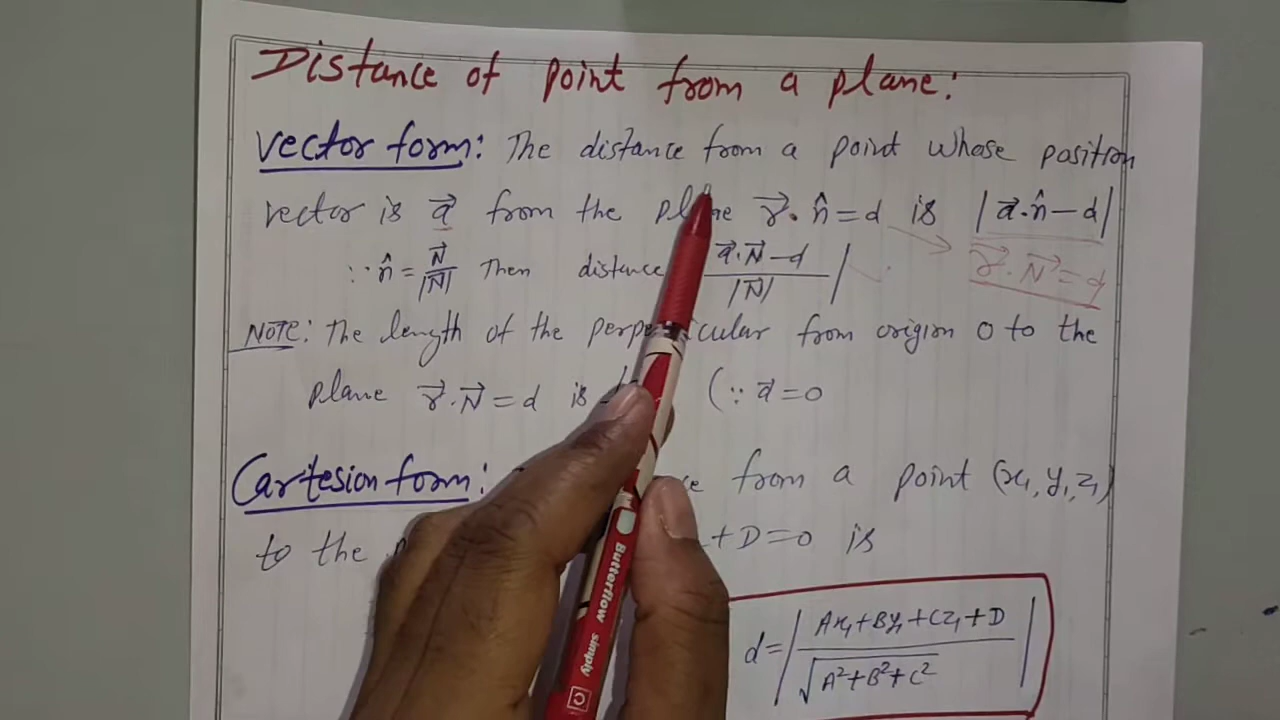 Distance of point from a plane:
Vector form: The distance from a point whose position
vector is a⃗ from the plane r⃗.n̂ = d is |a⃗.n̂ - d|
∵ n̂ = N⃗/|N⃗| Then distance a⃗.N⃗ - d/|N⃗| | r⃗.N⃗ = d
NOTE: The length of the perpendicular from origion O to the
plane r⃗.N⃗ = d is (∵ a⃗ = 0
Cartesion form: from a point (x₁, y₁, z₁)
to the +D=0 is
d = |Ax₁+By₁+Cz₁+D/√A²+B²+C²|
Butterflow simply